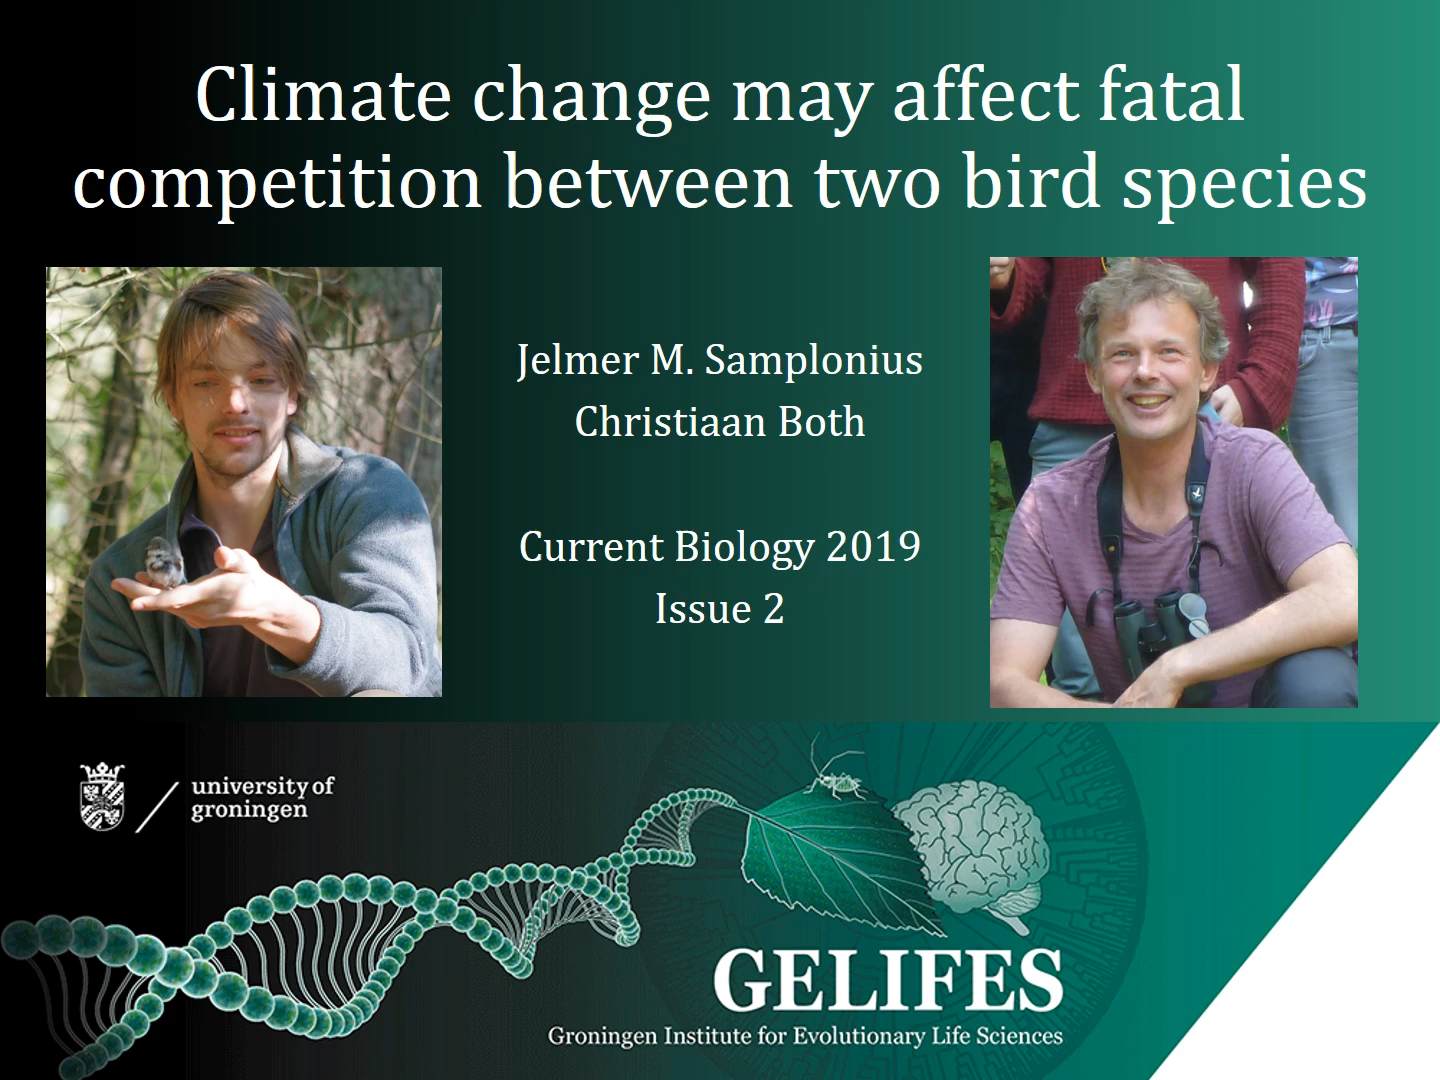 Climate change may affect fatal
competition between two bird species
Jelmer M. Samplonius
Christiaan Both
Current Biology 2019
Issue 2
university of
groningen
GELIFES
Groningen Institute for Evolutionary Life Sciences